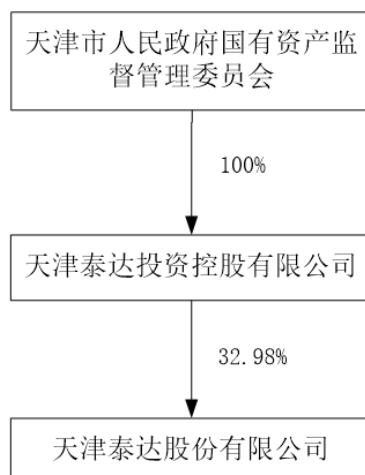 天津市人民政府国有资产监
督管理委员会
100%
天津泰达投资控股有限公司
32.98%
天津泰达股份有限公司